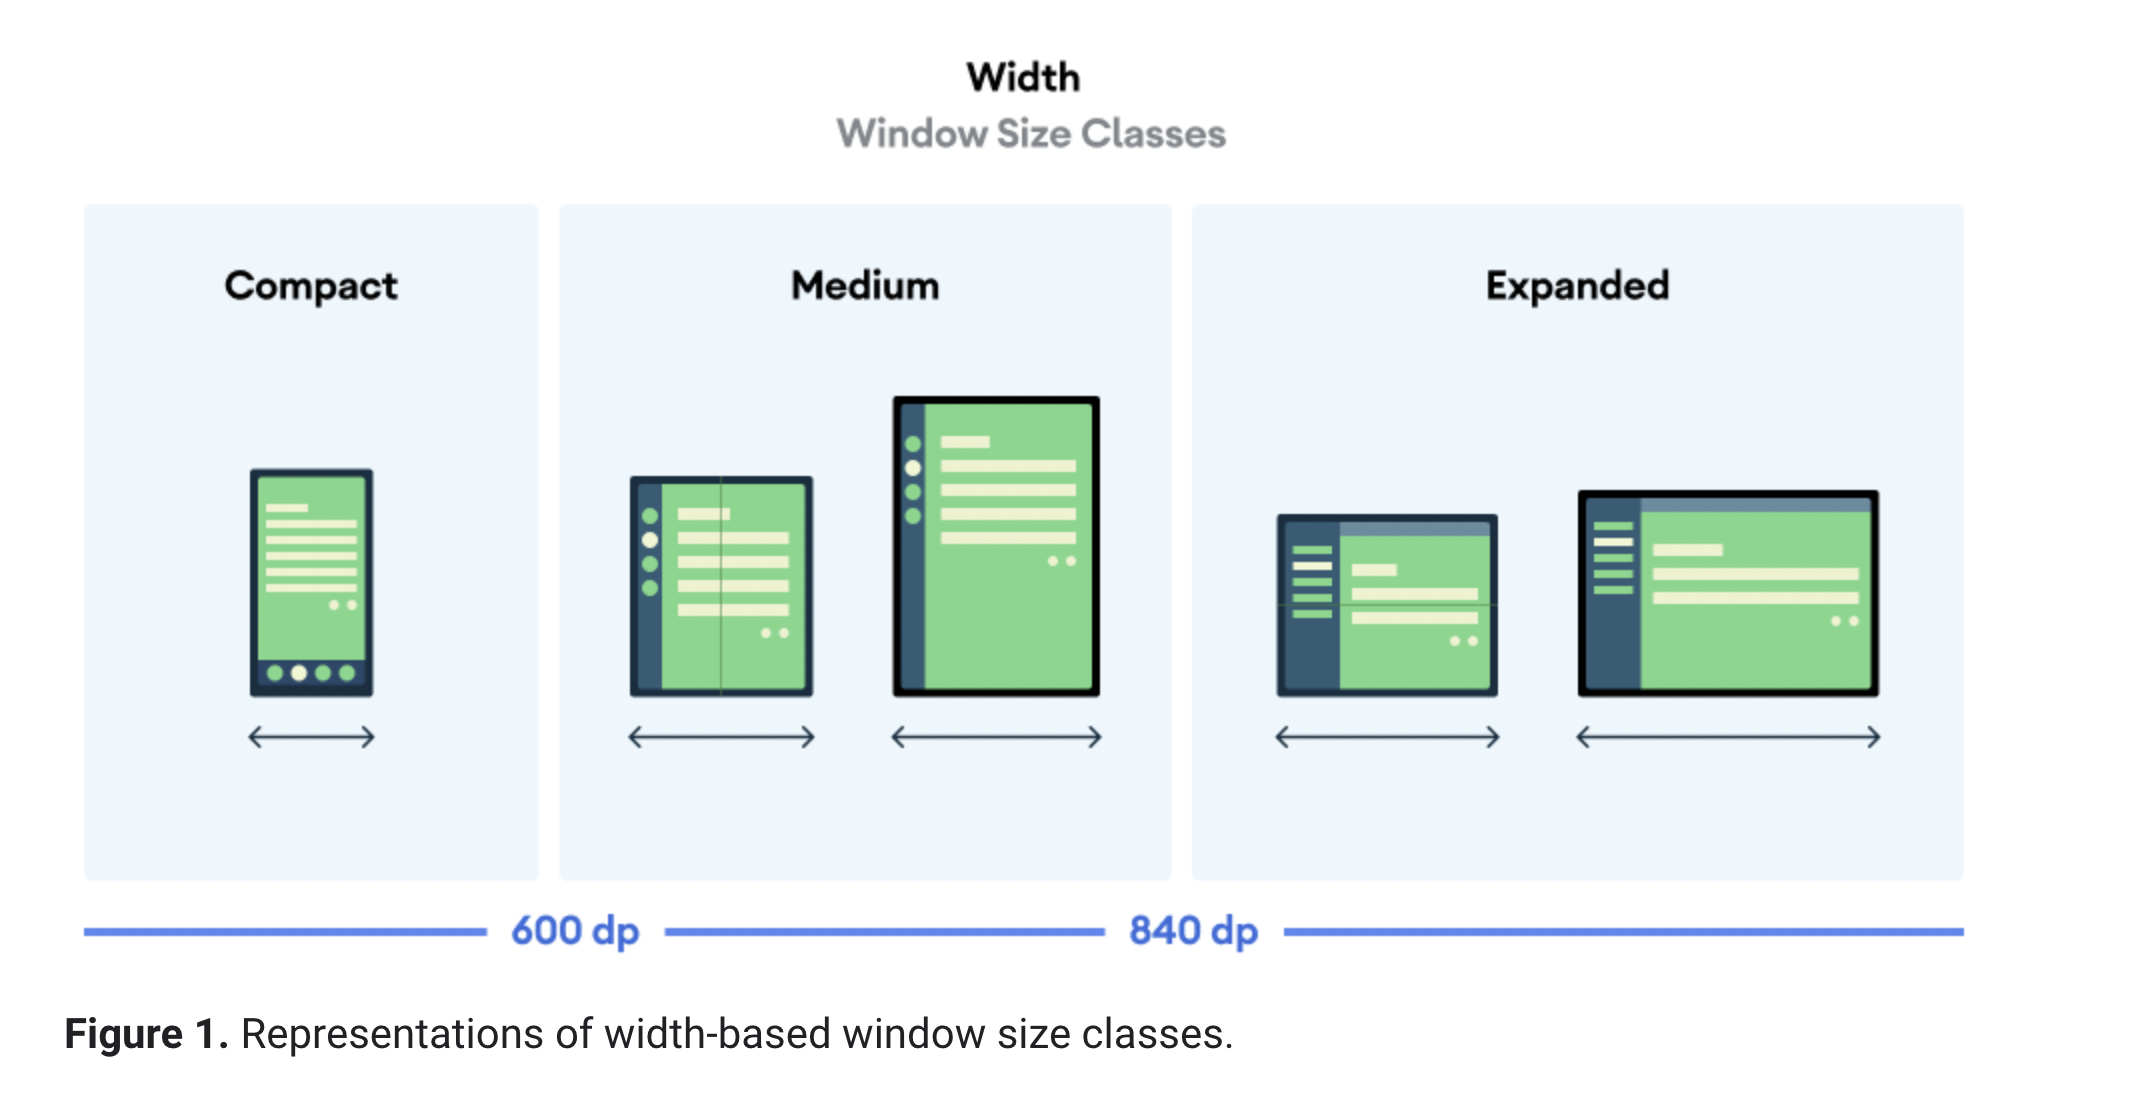 Width
Window Size Classes
Compact
Medium
Expanded
600 dp
840 dp
Figure 1. Representations of width-based window size classes.